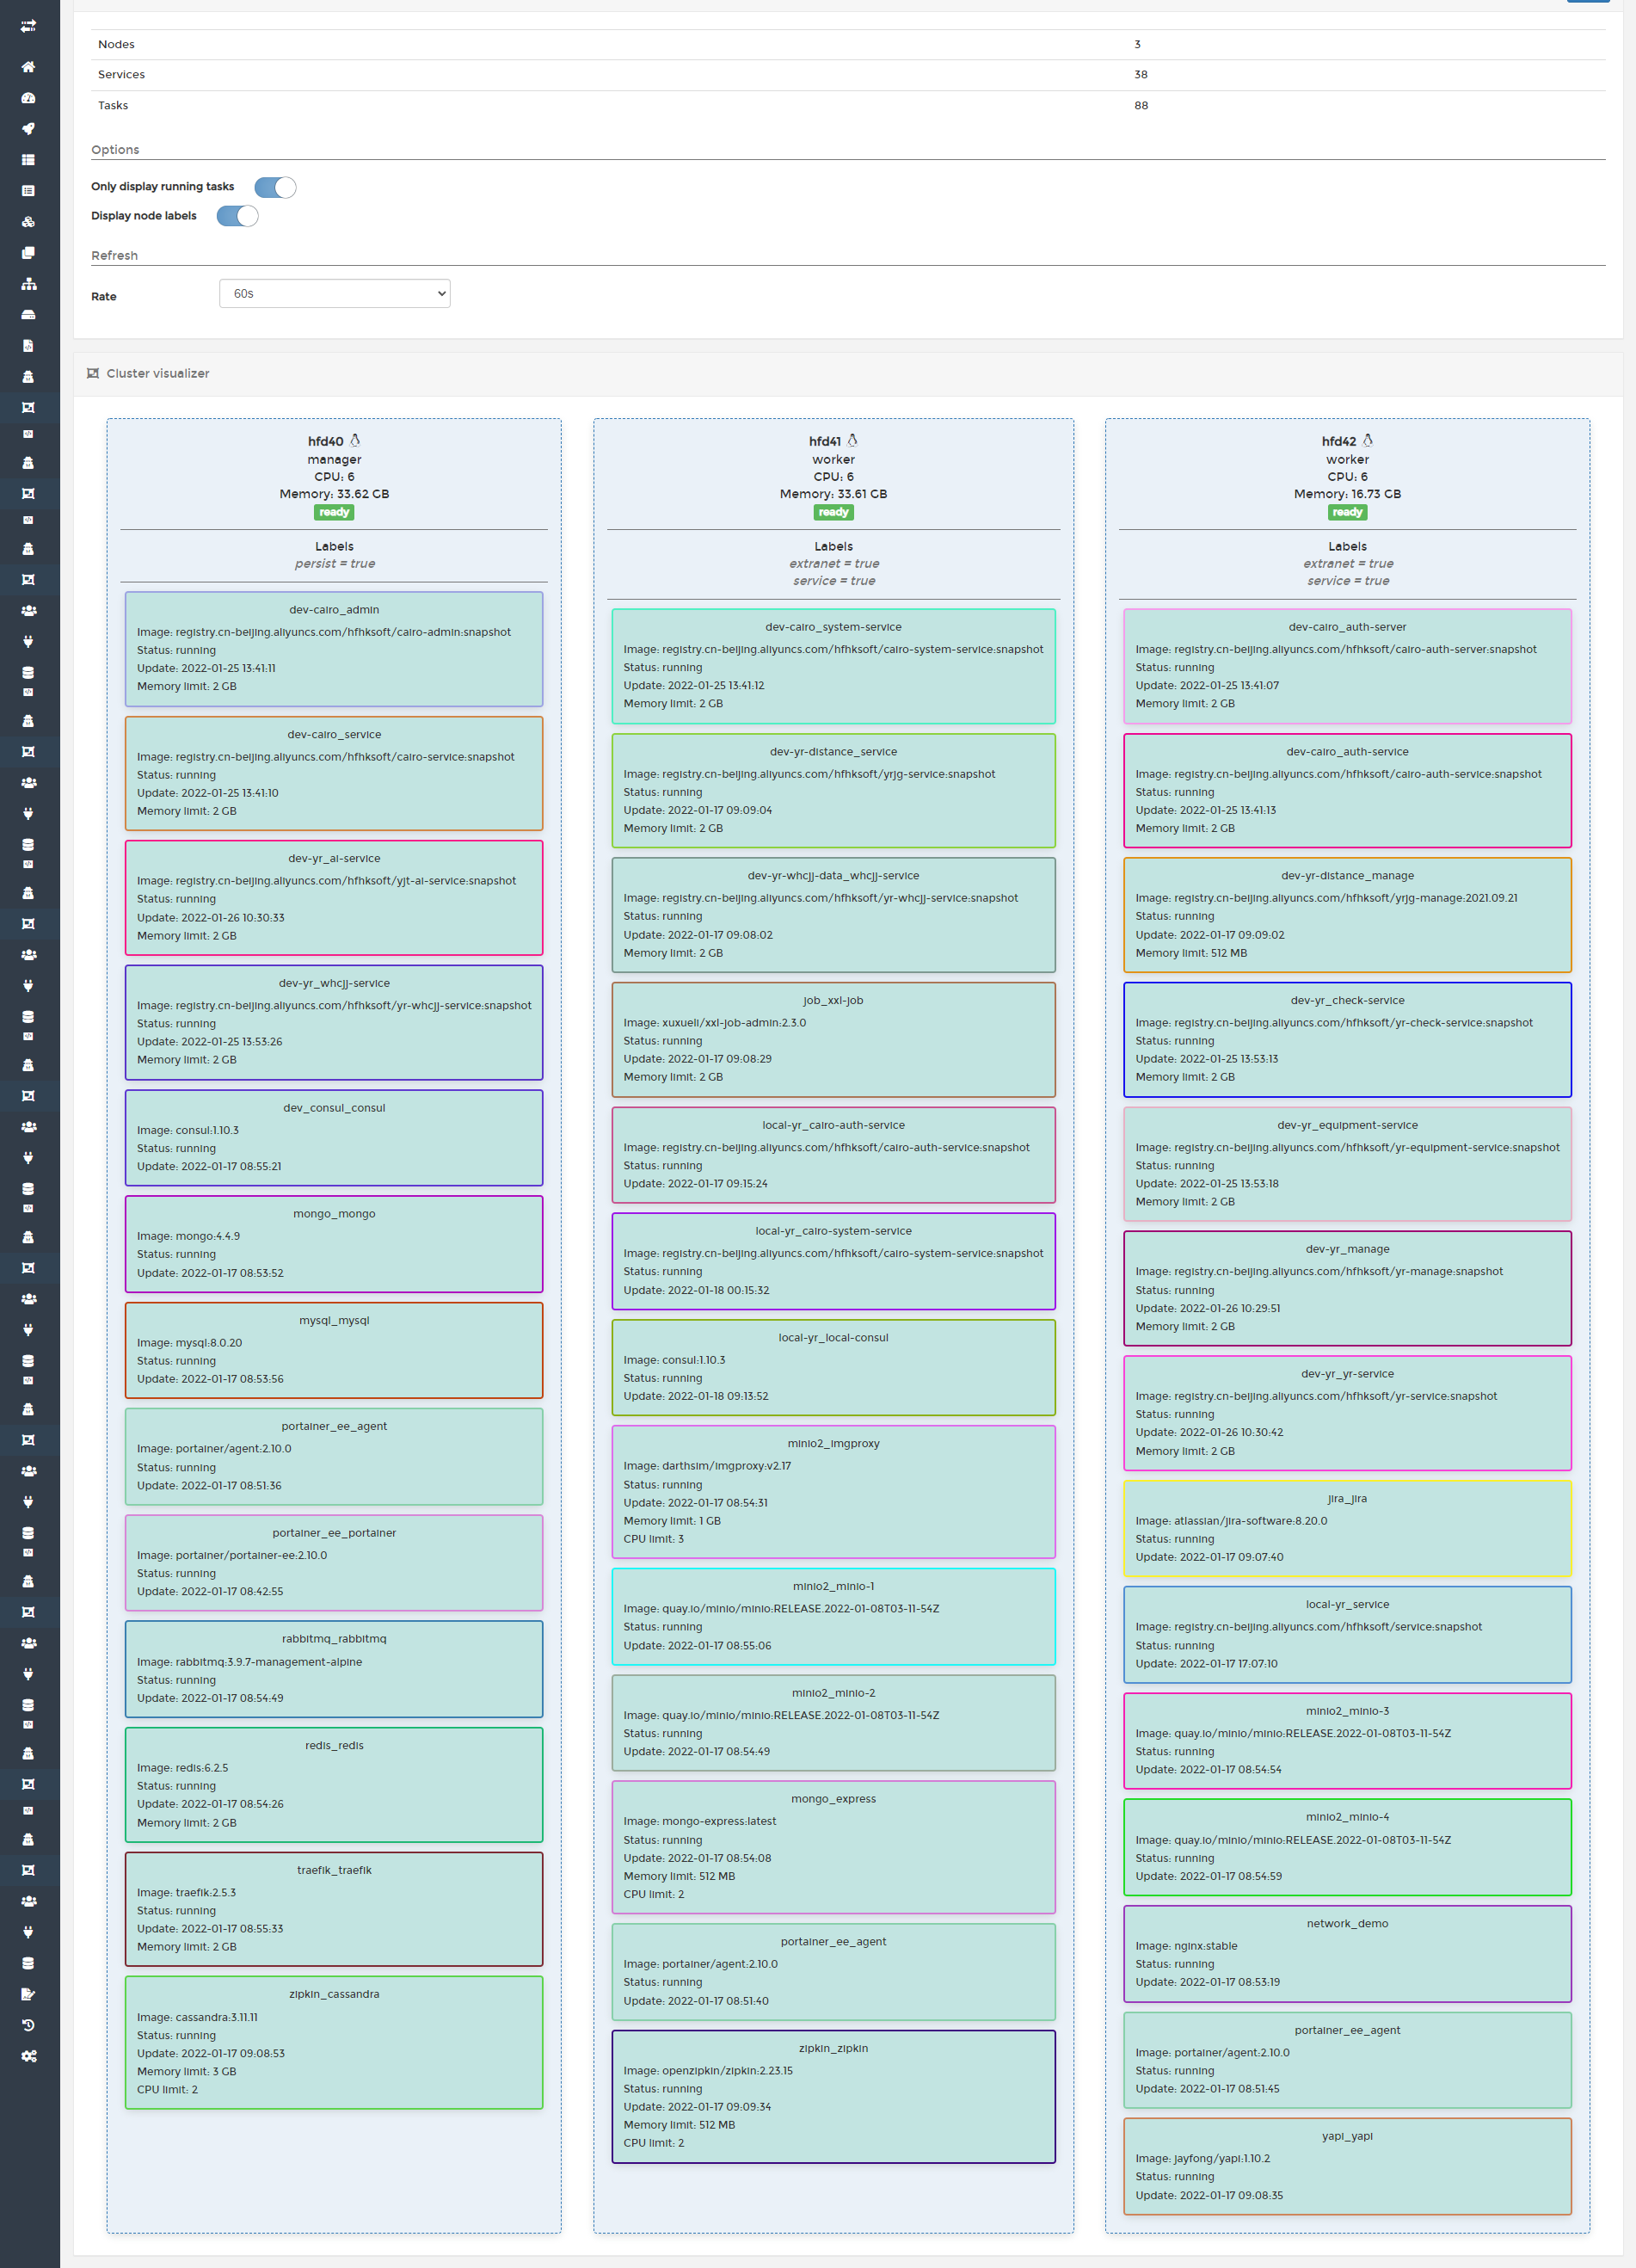 Nodes 3
Services 38
Tasks 88
Options
Only display running tasks
Display node labels
Refresh
Rate 60s
Cluster visualizer
hfd40
manager
CPU: 6
Memory: 33.62 GB
ready
Labels
persist = true
dev-cairo_admin
Image: registry.cn-beijing.aliyuncs.com/hfhksoft/cairo-admin:snapshot
Status: running
Update: 2022-01-25 13:41:11
Memory limit: 2 GB
dev-cairo_service
Image: registry.cn-beijing.aliyuncs.com/hfhksoft/cairo-service:snapshot
Status: running
Update: 2022-01-25 13:41:10
Memory limit: 2 GB
dev-yr_ai-service
Image: registry.cn-beijing.aliyuncs.com/hfhksoft/yjt-ai-service:snapshot
Status: running
Update: 2022-01-26 10:30:33
Memory limit: 2 GB
dev-yr_whcjj-service
Image: registry.cn-beijing.aliyuncs.com/hfhksoft/yr-whcjj-service:snapshot
Status: running
Update: 2022-01-25 13:53:26
Memory limit: 2 GB
dev_consul_consul
Image: consul:1.10.3
Status: running
Update: 2022-01-17 08:55:21
mongo_mongo
Image: mongo:4.4.9
Status: running
Update: 2022-01-17 08:53:52
mysql_mysql
Image: mysql:8.0.20
Status: running
Update: 2022-01-17 08:53:56
portainer_ee_agent
Image: portainer/agent:2.10.0
Status: running
Update: 2022-01-17 08:51:36
portainer_ee_portainer
Image: portainer/portainer-ee:2.10.0
Status: running
Update: 2022-01-17 08:42:55
rabbitmq_rabbitmq
Image: rabbitmq:3.9.7-management-alpine
Status: running
Update: 2022-01-17 08:54:49
redis_redis
Image: redis:6.2.5
Status: running
Update: 2022-01-17 08:54:26
Memory limit: 2 GB
traefik_traefik
Image: traefik:2.5.3
Status: running
Update: 2022-01-17 08:55:33
Memory limit: 2 GB
zipkin_cassandra
Image: cassandra:3.11.11
Status: running
Update: 2022-01-17 09:08:53
Memory limit: 3 GB
CPU limit: 2
hfd41
worker
CPU: 6
Memory: 33.61 GB
ready
Labels
extranet = true
service = true
dev-cairo_system-service
Image: registry.cn-beijing.aliyuncs.com/hfhksoft/cairo-system-service:snapshot
Status: running
Update: 2022-01-25 13:41:12
Memory limit: 2 GB
dev-yr-distance_service
Image: registry.cn-beijing.aliyuncs.com/hfhksoft/yrjg-service:snapshot
Status: running
Update: 2022-01-17 09:09:04
Memory limit: 2 GB
dev-yr-whcjj-data_whcjj-service
Image: registry.cn-beijing.aliyuncs.com/hfhksoft/yr-whcjj-service:snapshot
Status: running
Update: 2022-01-17 09:08:02
Memory limit: 2 GB
job_xxl-job
Image: xuxueli/xxl-job-admin:2.3.0
Status: running
Update: 2022-01-17 09:08:29
Memory limit: 2 GB
local-yr_cairo-auth-service
Image: registry.cn-beijing.aliyuncs.com/hfhksoft/cairo-auth-service:snapshot
Status: running
Update: 2022-01-17 09:15:24
local-yr_cairo-system-service
Image: registry.cn-beijing.aliyuncs.com/hfhksoft/cairo-system-service:snapshot
Status: running
Update: 2022-01-18 00:15:32
local-yr_local-consul
Image: consul:1.10.3
Status: running
Update: 2022-01-18 09:13:52
minio2_imgproxy
Image: darthsim/imgproxy:v2.17
Status: running
Update: 2022-01-17 08:54:31
Memory limit: 1 GB
CPU limit: 3
minio2_minio-1
Image: quay.io/minio/minio:RELEASE.2022-01-08T03-11-54Z
Status: running
Update: 2022-01-17 08:55:06
minio2_minio-2
Image: quay.io/minio/minio:RELEASE.2022-01-08T03-11-54Z
Status: running
Update: 2022-01-17 08:54:49
mongo_express
Image: mongo-express:latest
Status: running
Update: 2022-01-17 08:54:08
Memory limit: 512 MB
CPU limit: 2
portainer_ee_agent
Image: portainer/agent:2.10.0
Status: running
Update: 2022-01-17 08:51:40
zipkin_zipkin
Image: openzipkin/zipkin:2.23.15
Status: running
Update: 2022-01-17 09:09:34
Memory limit: 512 MB
CPU limit: 2
hfd42
worker
CPU: 6
Memory: 16.73 GB
ready
Labels
extranet = true
service = true
dev-cairo_auth-server
Image: registry.cn-beijing.aliyuncs.com/hfhksoft/cairo-auth-server:snapshot
Status: running
Update: 2022-01-25 13:41:07
Memory limit: 2 GB
dev-cairo_auth-service
Image: registry.cn-beijing.aliyuncs.com/hfhksoft/cairo-auth-service:snapshot
Status: running
Update: 2022-01-25 13:41:13
Memory limit: 2 GB
dev-yr-distance_manage
Image: registry.cn-beijing.aliyuncs.com/hfhksoft/yrjg-manage:2021.09.21
Status: running
Update: 2022-01-17 09:09:02
Memory limit: 512 MB
dev-yr_check-service
Image: registry.cn-beijing.aliyuncs.com/hfhksoft/yr-check-service:snapshot
Status: running
Update: 2022-01-25 13:53:13
Memory limit: 2 GB
dev-yr_equipment-service
Image: registry.cn-beijing.aliyuncs.com/hfhksoft/yr-equipment-service:snapshot
Status: running
Update: 2022-01-25 13:53:18
Memory limit: 2 GB
dev-yr_manage
Image: registry.cn-beijing.aliyuncs.com/hfhksoft/yr-manage:snapshot
Status: running
Update: 2022-01-26 10:29:51
Memory limit: 2 GB
dev-yr_yr-service
Image: registry.cn-beijing.aliyuncs.com/hfhksoft/yr-service:snapshot
Status: running
Update: 2022-01-26 10:30:42
Memory limit: 2 GB
jira_jira
Image: atlassian/jira-software:8.20.0
Status: running
Update: 2022-01-17 09:07:40
local-yr_service
Image: registry.cn-beijing.aliyuncs.com/hfhksoft/service:snapshot
Status: running
Update: 2022-01-17 17:07:10
minio2_minio-3
Image: quay.io/minio/minio:RELEASE.2022-01-08T03-11-54Z
Status: running
Update: 2022-01-17 08:54:54
minio2_minio-4
Image: quay.io/minio/minio:RELEASE.2022-01-08T03-11-54Z
Status: running
Update: 2022-01-17 08:54:59
network_demo
Image: nginx:stable
Status: running
Update: 2022-01-17 08:53:19
portainer_ee_agent
Image: portainer/agent:2.10.0
Status: running
Update: 2022-01-17 08:51:45
yapi_yapi
Image: jayfong/yapi:1.10.2
Status: running
Update: 2022-01-17 09:08:35